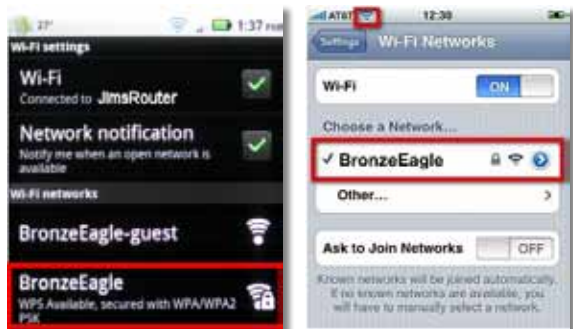 27° 1:37 PM
Wi-Fi settings
Wi-Fi
Connected to JimsRouter
Network notification
Notify me when an open network is
available
Wi-Fi networks
BronzeEagle-guest
BronzeEagle
WPS Available, secured with WPA/WPA2
PSK
AT&T 12:30
Settings Wi-Fi Networks
Wi-Fi ON
Choose a Network...
BronzeEagle
Other...
Ask to Join Networks OFF
Known networks will be joined automatically.
If no known networks are available, you
will have to manually select a network.